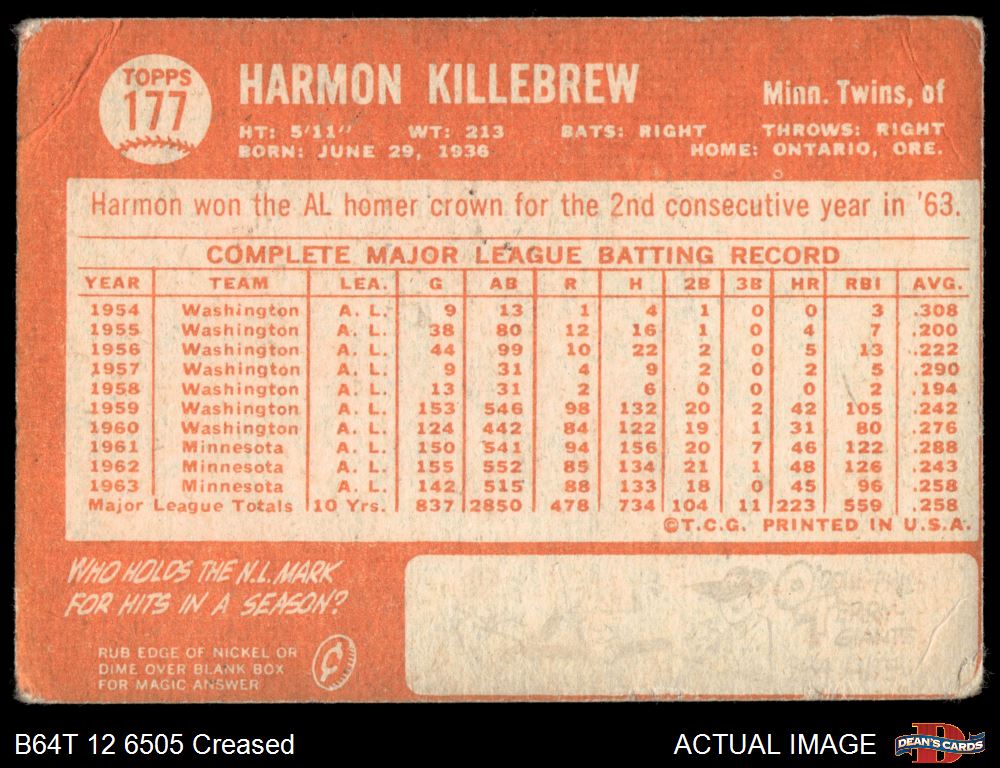 TOPPS
177
HARMON KILLEBREW
Minn. Twins, of
HT: 5'11" WT: 213 BATS: RIGHT THROWS: RIGHT
BORN: JUNE 29, 1936 HOME: ONTARIO, ORE.
Harmon won the AL homer crown for the 2nd consecutive year in '63.
COMPLETE MAJOR LEAGUE BATTING RECORD
YEAR TEAM LEA. G AB R H 2B 3B HR RBI AVG.
1954 Washington A. L. 9 13 1 4 1 0 0 3 .308
1955 Washington A. L. 38 80 12 16 1 0 4 7 .200
1956 Washington A. L. 44 99 10 22 2 0 5 13 .222
1957 Washington A. L. 9 31 4 9 2 0 2 5 .290
1958 Washington A. L. 13 31 2 6 0 0 0 2 .194
1959 Washington A. L. 153 546 98 132 20 2 42 105 .242
1960 Washington A. L. 124 442 84 122 19 1 31 80 .276
1961 Minnesota A. L. 150 541 94 156 20 7 46 122 .288
1962 Minnesota A. L. 155 552 85 134 21 1 48 126 .243
1963 Minnesota A. L. 142 515 88 133 18 0 45 96 .258
Major League Totals 10 Yrs. 837 2850 478 734 104 11 223 559 .258
©T.C.G. PRINTED IN U.S.A.
WHO HOLDS THE N.L. MARK
FOR HITS IN A SEASON?
RUB EDGE OF NICKEL OR
DIME OVER BLANK BOX
FOR MAGIC ANSWER
¢
GIANTS
B64T 12 6505 Creased
ACTUAL IMAGE
D
DEAN'S CARDS